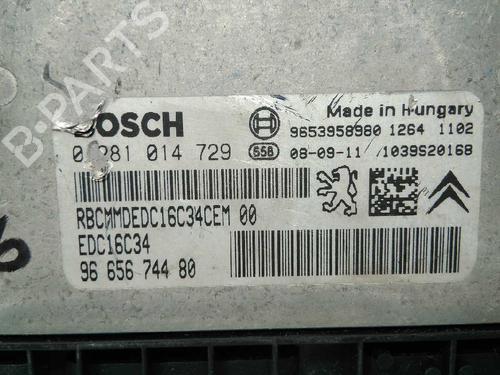 B-PARTS
BOSCH
Made in Hungary
9653958980 1264 1102
0 281 014 729
558
08-09-11
/1039S20168
RBCMMDEDC16C34CEM 00
EDC16C34
96 656 744 80